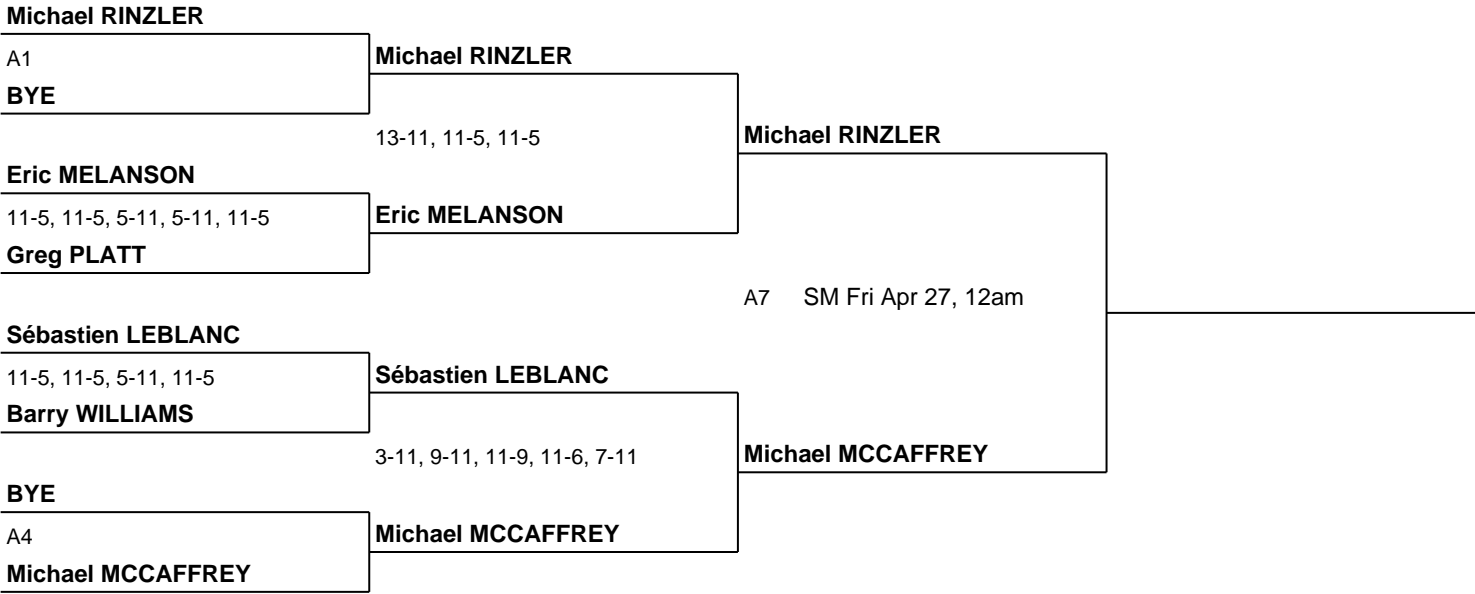 Michael RINZLER
A1
BYE
Michael RINZLER
13-11, 11-5, 11-5
Michael RINZLER
Eric MELANSON
11-5, 11-5, 5-11, 5-11, 11-5
Greg PLATT
Eric MELANSON
A7 SM Fri Apr 27, 12am
Sébastien LEBLANC
11-5, 11-5, 5-11, 11-5
Barry WILLIAMS
Sébastien LEBLANC
3-11, 9-11, 11-9, 11-6, 7-11
Michael MCCAFFREY
BYE
A4
Michael MCCAFFREY
Michael MCCAFFREY